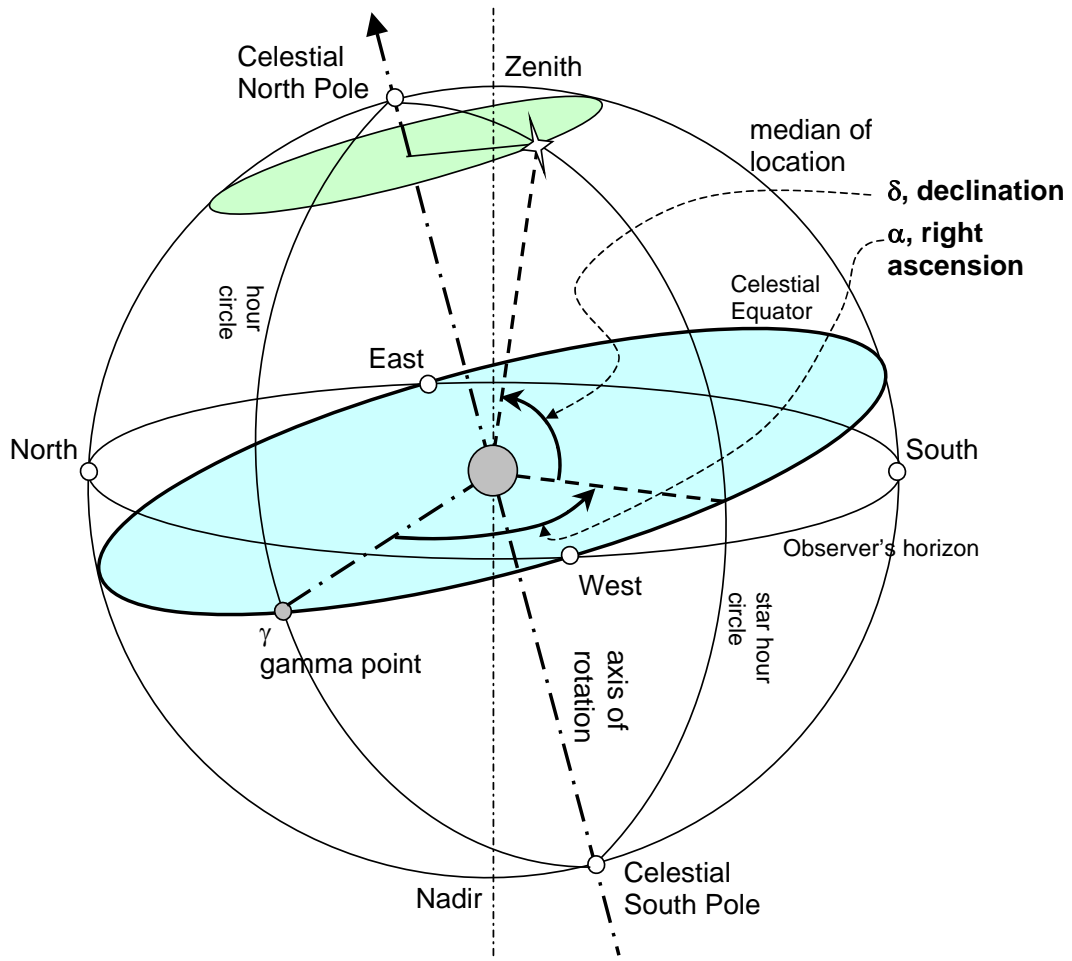 Celestial
North Pole
Zenith
median of
location
δ, declination
α, right
ascension
hour
circle
Celestial
Equator
East
North
South
Observer's horizon
West
γ
gamma point
star hour
circle
axis of
rotation
Nadir
Celestial
South Pole